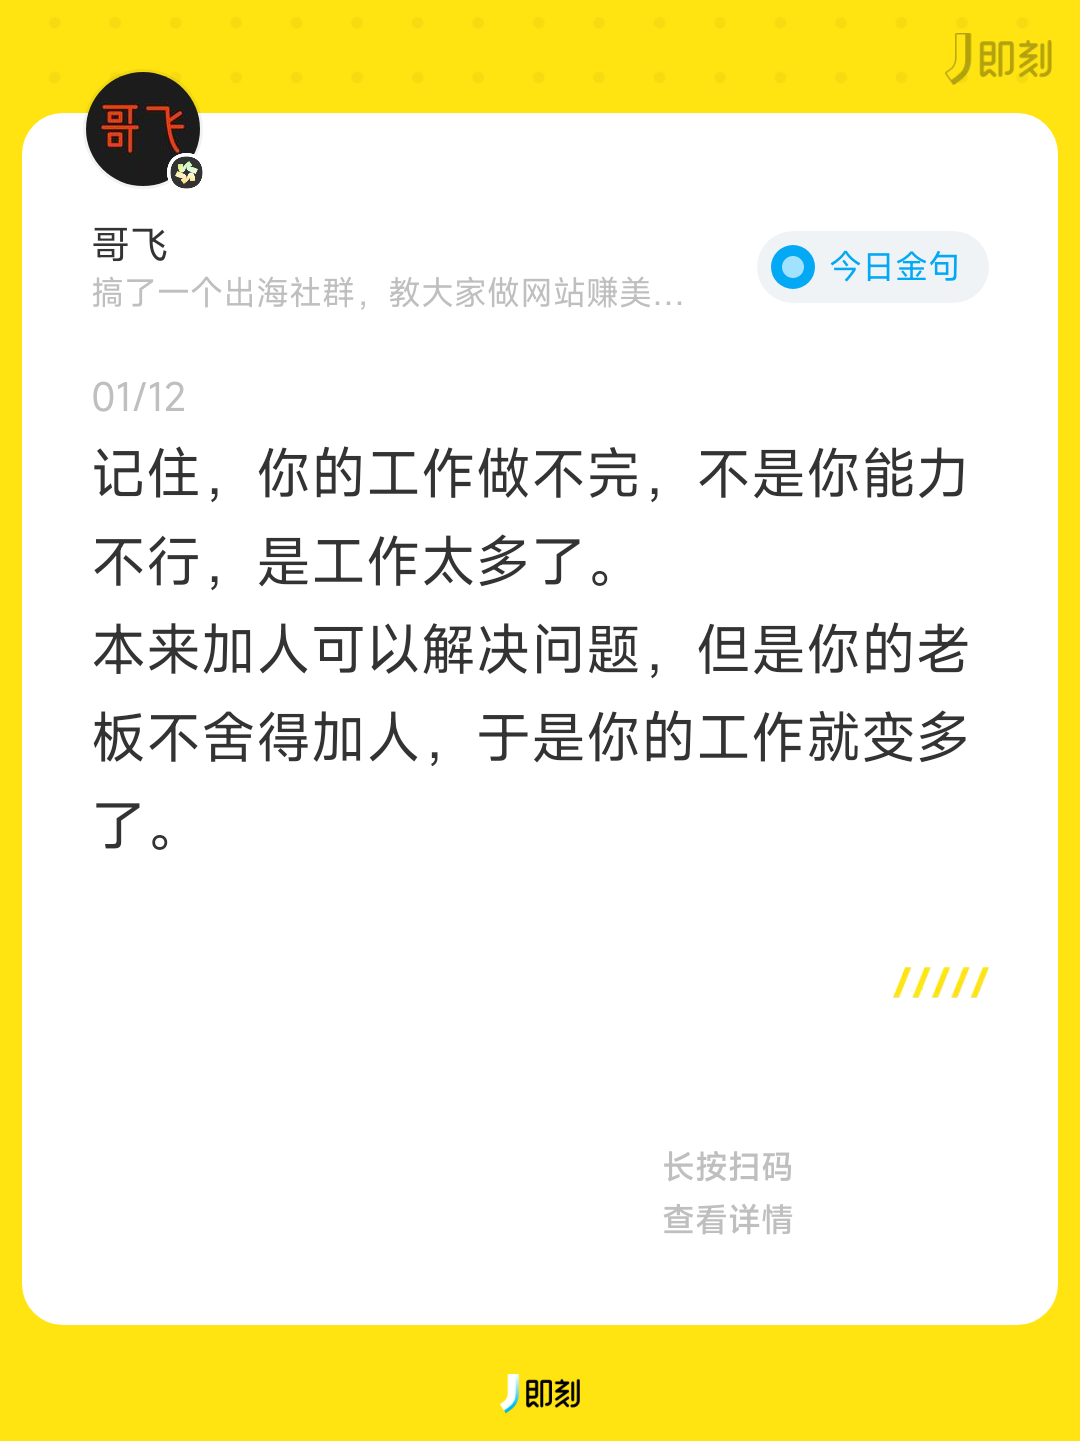 即刻
哥飞
哥飞
搞了一个出海社群，教大家做网站赚美...
今日金句
01/12
记住，你的工作做不完，不是你能力
不行，是工作太多了。
本来加人可以解决问题，但是你的老
板不舍得加人，于是你的工作就变多
了。
长按扫码
查看详情
即刻